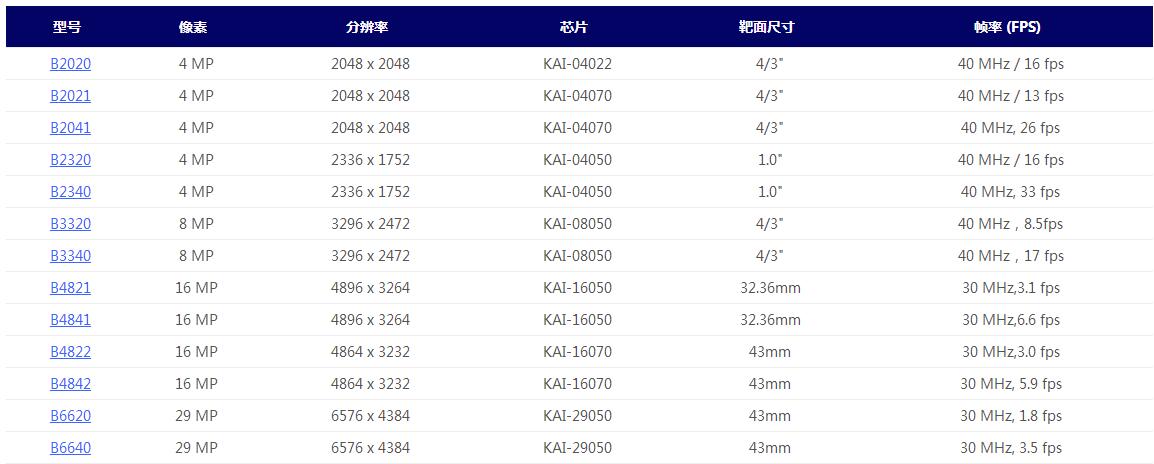 型号 像素 分辨率 芯片 靶面尺寸 帧率 (FPS)
B2020 4 MP 2048 x 2048 KAI-04022 4/3" 40 MHz / 16 fps
B2021 4 MP 2048 x 2048 KAI-04070 4/3" 40 MHz / 13 fps
B2041 4 MP 2048 x 2048 KAI-04070 4/3" 40 MHz, 26 fps
B2320 4 MP 2336 x 1752 KAI-04050 1.0" 40 MHz / 16 fps
B2340 4 MP 2336 x 1752 KAI-04050 1.0" 40 MHz, 33 fps
B3320 8 MP 3296 x 2472 KAI-08050 4/3" 40 MHz，8.5fps
B3340 8 MP 3296 x 2472 KAI-08050 4/3" 40 MHz，17 fps
B4821 16 MP 4896 x 3264 KAI-16050 32.36mm 30 MHz,3.1 fps
B4841 16 MP 4896 x 3264 KAI-16050 32.36mm 30 MHz,6.6 fps
B4822 16 MP 4864 x 3232 KAI-16070 43mm 30 MHz,3.0 fps
B4842 16 MP 4864 x 3232 KAI-16070 43mm 30 MHz, 5.9 fps
B6620 29 MP 6576 x 4384 KAI-29050 43mm 30 MHz, 1.8 fps
B6640 29 MP 6576 x 4384 KAI-29050 43mm 30 MHz, 3.5 fps